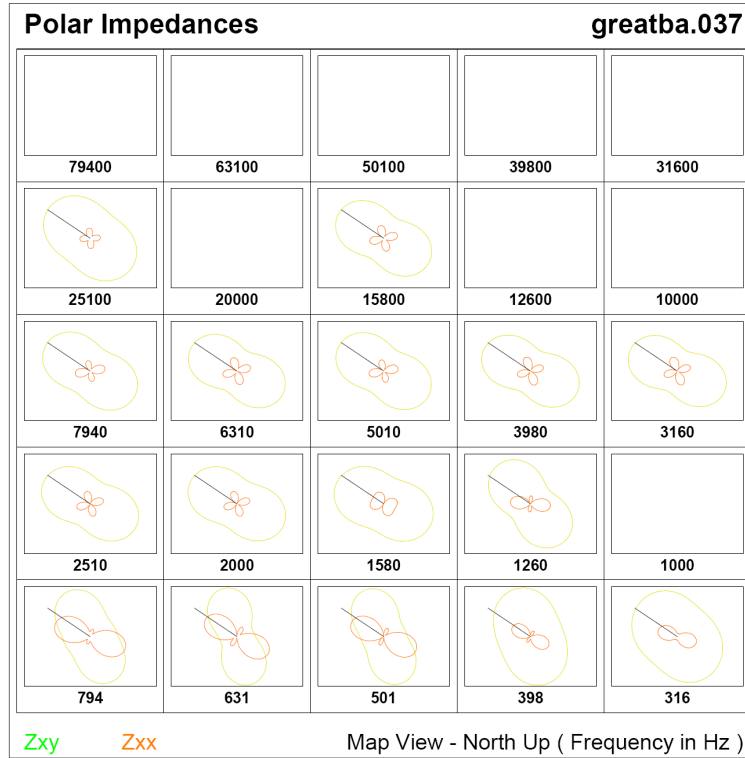 Polar Impedances greatba.037
79400 63100 50100 39800 31600
25100 20000 15800 12600 10000
7940 6310 5010 3980 3160
2510 2000 1580 1260 1000
794 631 501 398 316
Zxy Zxx Map View - North Up ( Frequency in Hz )